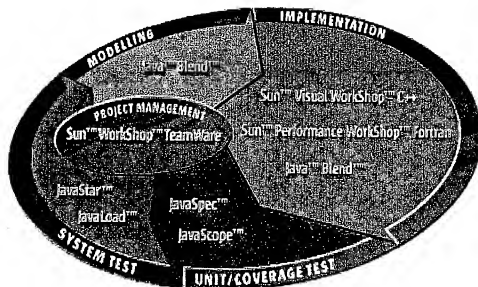 MODELLING
IMPLEMENTATION
Java™ Blend™
PROJECT MANAGEMENT
Sun™ WorkShop™ TeamWare
Sun™ Visual WorkShop™ C++
Sun™ Performance WorkShop™ Fortran
Java™ Blend™
JavaStar™
JavaLoad™
JavaSpec™
JavaScope™
SYSTEM TEST
UNIT/COVERAGE TEST